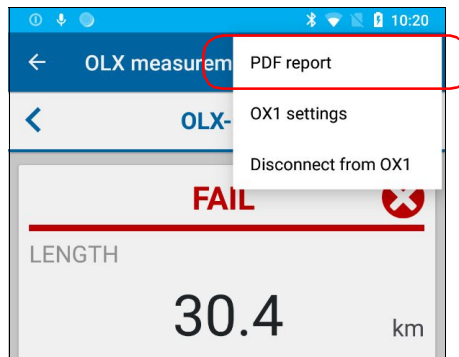 10:20
OLX measurem
PDF report
OLX-
OX1 settings
Disconnect from OX1
FAIL
LENGTH
30.4 km